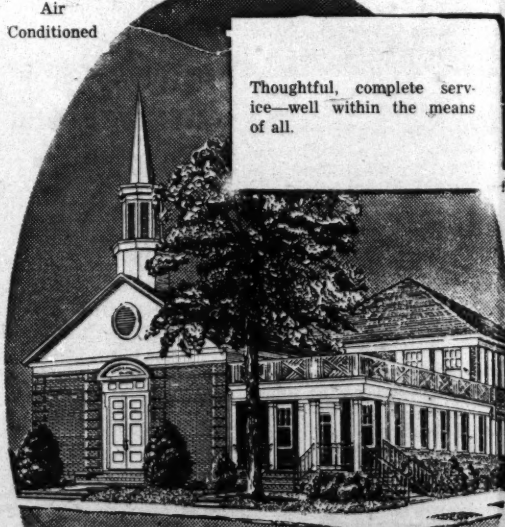 Air
Conditioned
Thoughtful, complete serv-
ice—well within the means
of all.